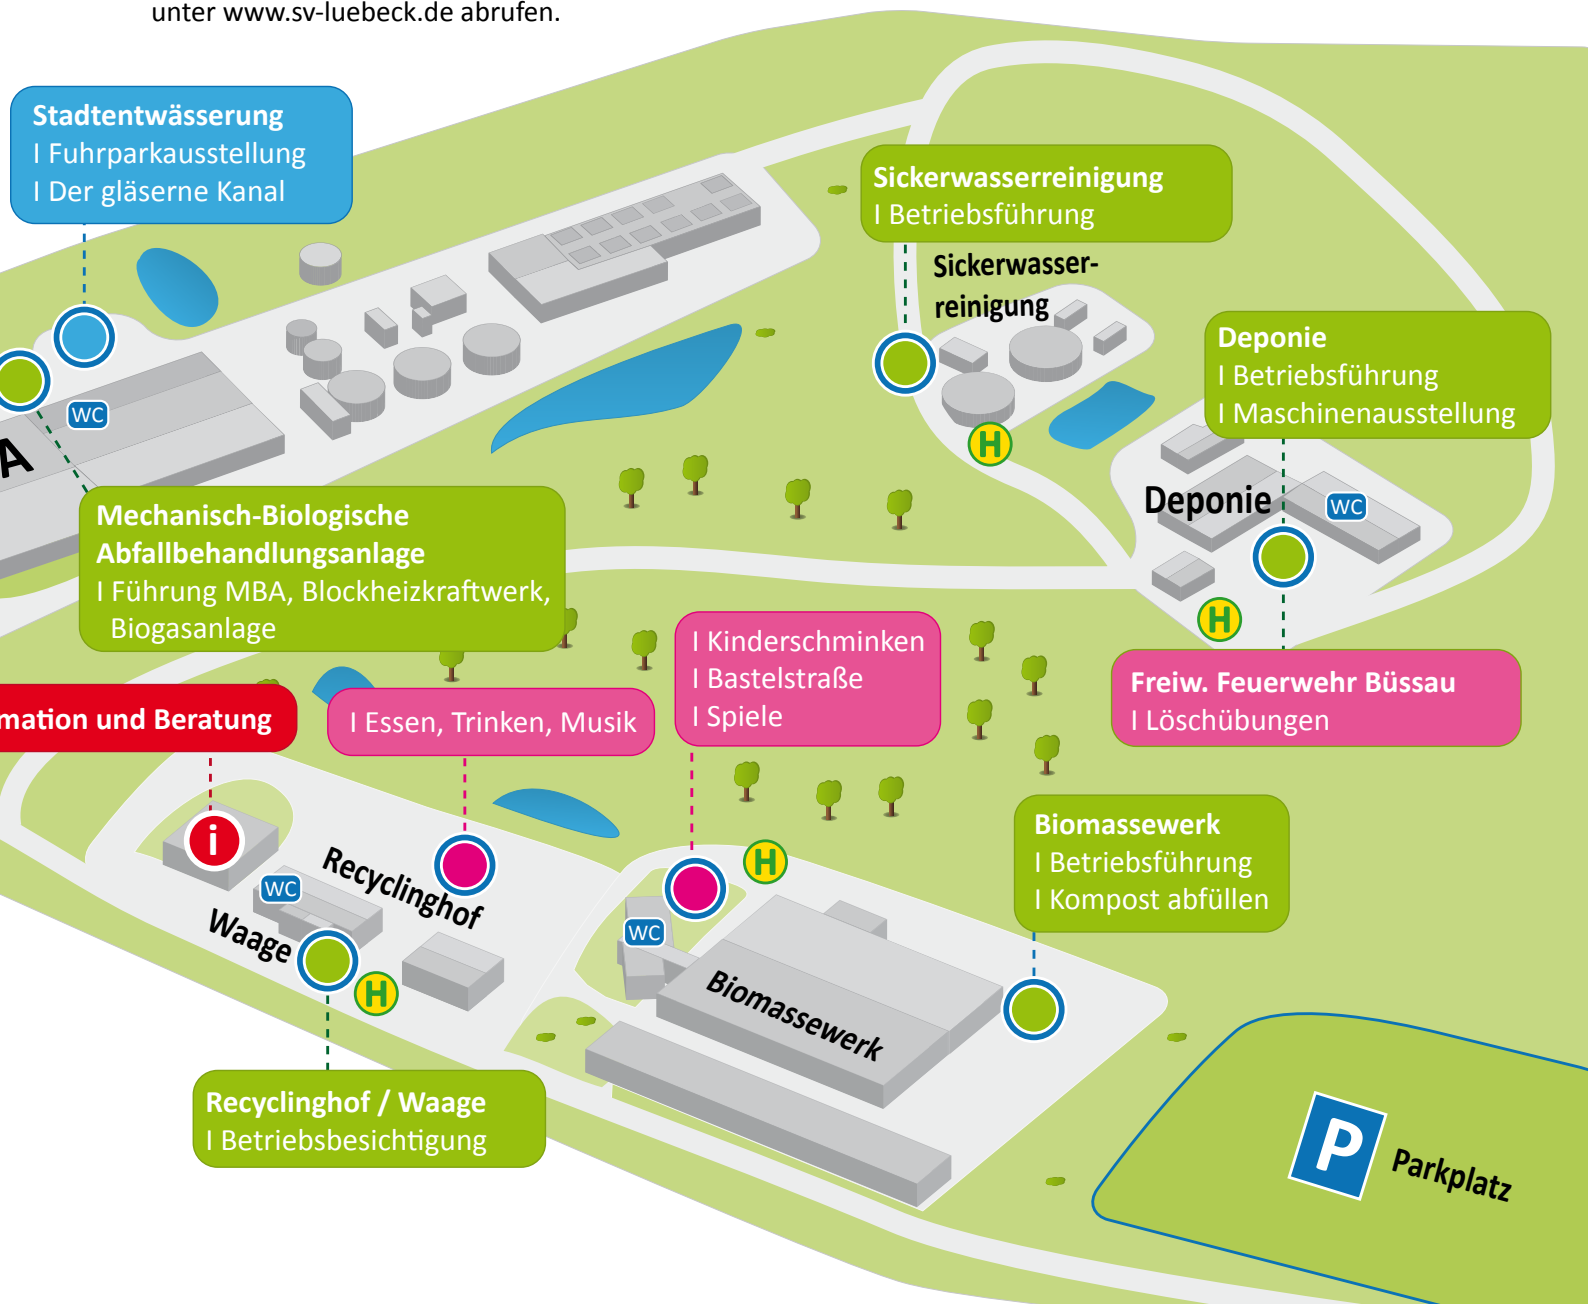 unter www.sv-luebeck.de abrufen.
Stadtentwässerung
I Fuhrparkausstellung
I Der gläserne Kanal
Sickerwasserreinigung
I Betriebsführung
Sickerwasser-
reinigung
Deponie
I Betriebsführung
I Maschinenausstellung
WC
A
H
Deponie
WC
Mechanisch-Biologische
Abfallbehandlungsanlage
I Führung MBA, Blockheizkraftwerk,
Biogasanlage
H
I Kinderschminken
I Bastelstraße
I Spiele
Freiw. Feuerwehr Büssau
I Löschübungen
mation und Beratung
I Essen, Trinken, Musik
i
Recyclinghof
WC
Waage
H
H
WC
Biomassewerk
Biomassewerk
I Betriebsführung
I Kompost abfüllen
Recyclinghof / Waage
I Betriebsbesichtigung
P
Parkplatz